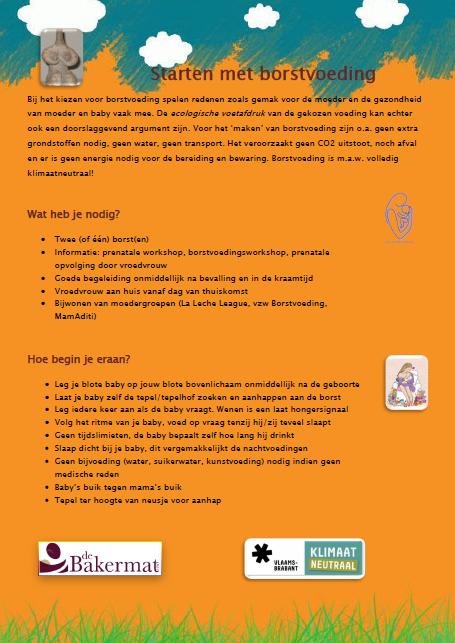 Starten met borstvoeding
Bij het kiezen voor borstvoeding spelen redenen zoals gemak voor de moeder en de gezondheid
van moeder en baby vaak mee. De ecologische voetafdruk van de gekozen voeding kan echter
ook een doorslaggevend argument zijn. Voor het ‘maken’ van borstvoeding zijn o.a. geen extra
grondstoffen nodig, geen water, geen transport. Het veroorzaakt geen CO2 uitstoot, noch afval
en er is geen energie nodig voor de bereiding en bewaring. Borstvoeding is m.a.w. volledig
klimaatneutraal!
Wat heb je nodig?
• Twee (of één) borst(en)
• Informatie: prenatale workshop, borstvoedingsworkshop, prenatale
opvolging door vroedvrouw
• Goede begeleiding onmiddellijk na bevalling en in de kraamtijd
• Vroedvrouw aan huis vanaf dag van thuiskomst
• Bijwonen van moedergroepen (La Leche League, vzw Borstvoeding,
MamAditi)
Hoe begin je eraan?
• Leg je blote baby op jouw blote bovenlichaam onmiddellijk na de geboorte
• Laat je baby zelf de tepel/tepelhof zoeken en aanhappen aan de borst
• Leg iedere keer aan als de baby vraagt. Wenen is een laat hongersignaal
• Volg het ritme van je baby, voed op vraag tenzij hij/zij teveel slaapt
• Geen tijdslimieten, de baby bepaalt zelf hoe lang hij drinkt
• Slaap dicht bij je baby, dit vergemakkelijkt de nachtvoedingen
• Geen bijvoeding (water, suikerwater, kunstvoeding) nodig indien geen
medische reden
• Baby’s buik tegen mama’s buik
• Tepel ter hoogte van neusje voor aanhap
de
Bakermat
VLAAMS-
BRABANT
KLIMAAT
NEUTRAAL